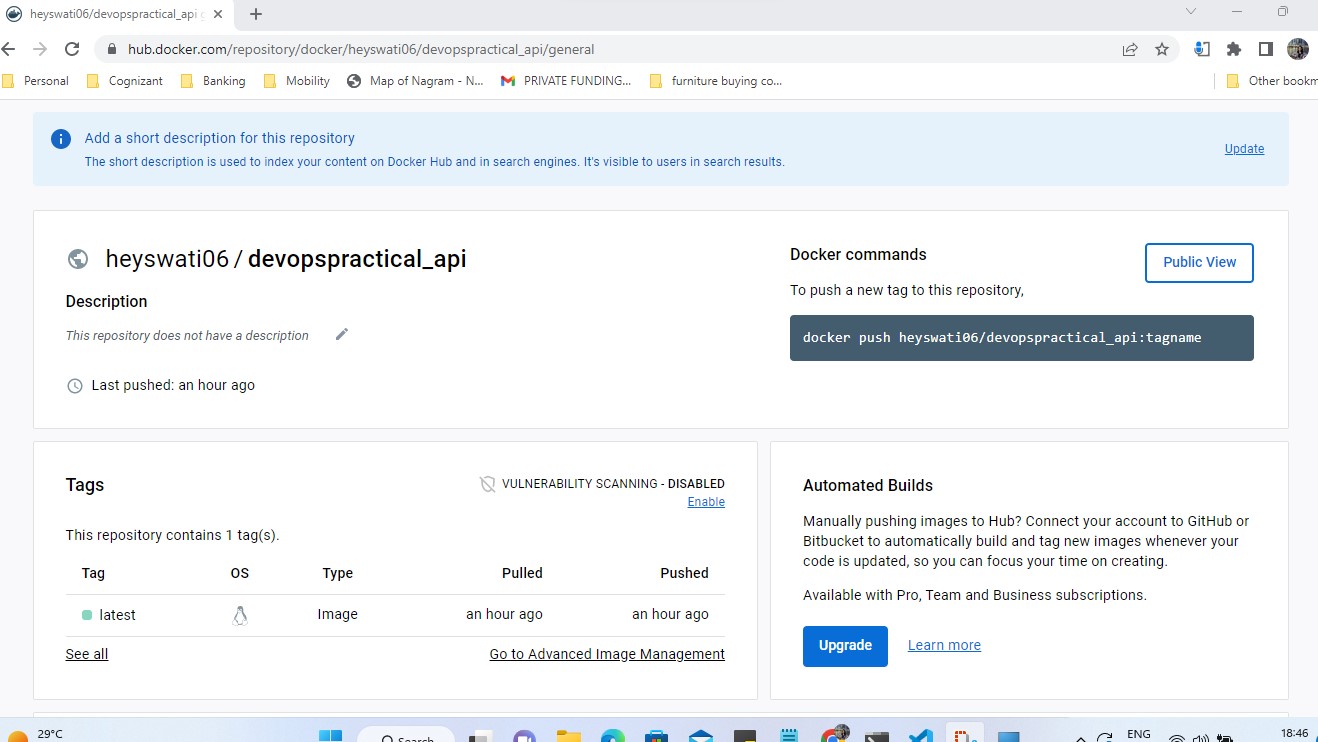 heyswati06/devopspractical_api
hub.docker.com/repository/docker/heyswati06/devopspractical_api/general
Personal
Cognizant
Banking
Mobility
Map of Nagram - N...
PRIVATE FUNDING...
furniture buying co...
Other bookm
Add a short description for this repository
The short description is used to index your content on Docker Hub and in search engines. It's visible to users in search results.
Update
heyswati06 / devopspractical_api
Description
This repository does not have a description
Last pushed: an hour ago
Docker commands
Public View
To push a new tag to this repository,
docker push heyswati06/devopspractical_api:tagname
Tags
VULNERABILITY SCANNING - DISABLED
Enable
This repository contains 1 tag(s).
Tag OS Type Pulled Pushed
latest Image an hour ago an hour ago
See all
Go to Advanced Image Management
Automated Builds
Manually pushing images to Hub? Connect your account to GitHub or
Bitbucket to automatically build and tag new images whenever your
code is updated, so you can focus your time on creating.
Available with Pro, Team and Business subscriptions.
Upgrade
Learn more
29°C
Search
ENG
18:46